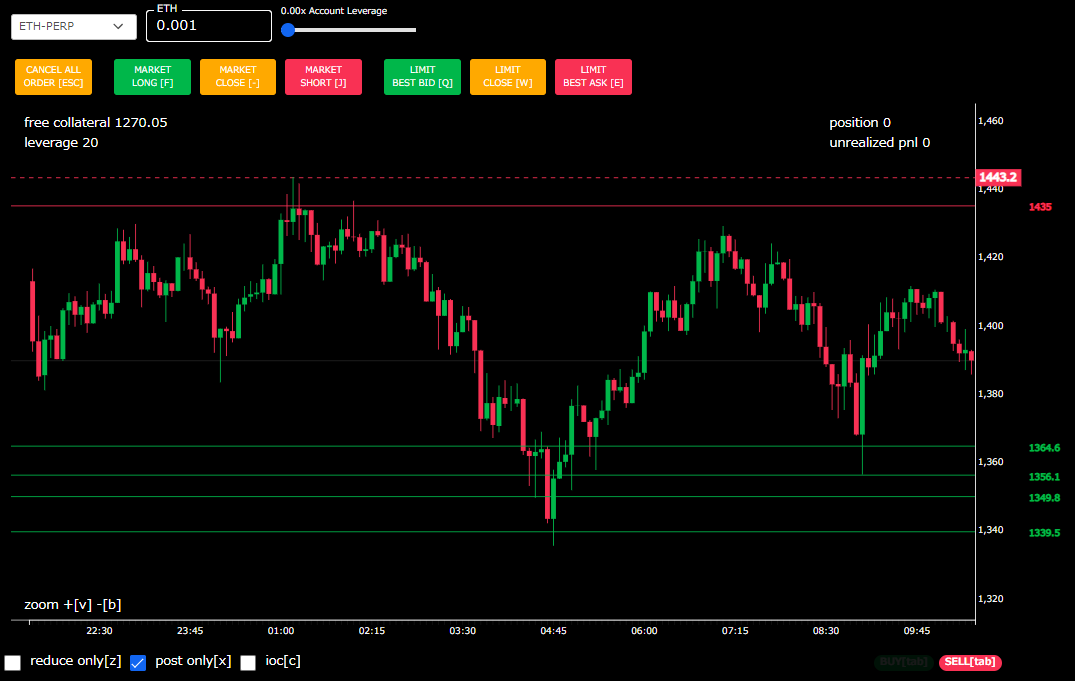 ETH-PERP
ETH
0.001
0.00x Account Leverage
CANCEL ALL
ORDER [ESC]
MARKET
LONG [F]
MARKET
CLOSE [-]
MARKET
SHORT [J]
LIMIT
BEST BID [Q]
LIMIT
CLOSE [W]
LIMIT
BEST ASK [E]
free collateral 1270.05
leverage 20
position 0
unrealized pnl 0
1,460
1443.2
1,440
1435
1,420
1,400
1,380
1364.6
1,360
1356.1
1349.8
1,340
1339.5
1,320
zoom +[v] -[b]
22:30 23:45 01:00 02:15 03:30 04:45 06:00 07:15 08:30 09:45
reduce only[z] post only[x] ioc[c]
BUY[tab] SELL[tab]